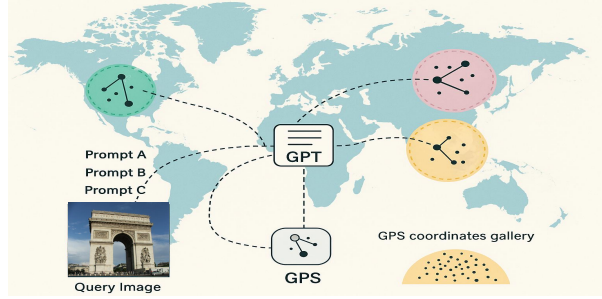 GPT
Prompt A
Prompt B
Prompt C
Query Image
GPS
GPS coordinates gallery